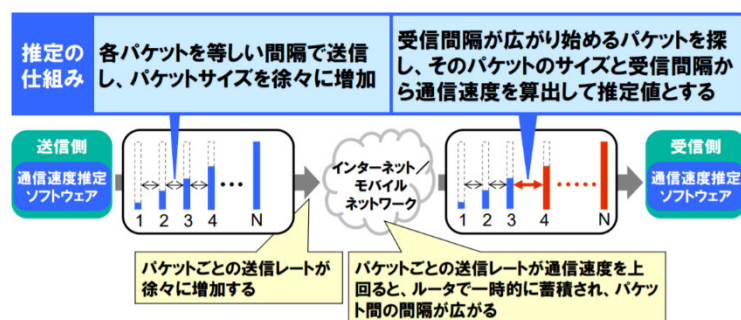 推定の
仕組み
各パケットを等しい間隔で送信
し、パケットサイズを徐々に増加
受信間隔が広がり始めるパケットを探
し、そのパケットのサイズと受信間隔か
ら通信速度を算出して推定値とする
送信側
通信速度推定
ソフトウェア
1 2 3 4 ••• N
インターネット／
モバイル
ネットワーク
1 2 3 4 N
受信側
通信速度推定
ソフトウェア
パケットごとの送信レートが
徐々に増加する
パケットごとの送信レートが通信速度を上
回ると、ルータで一時的に蓄積され、パケッ
ト間の間隔が広がる